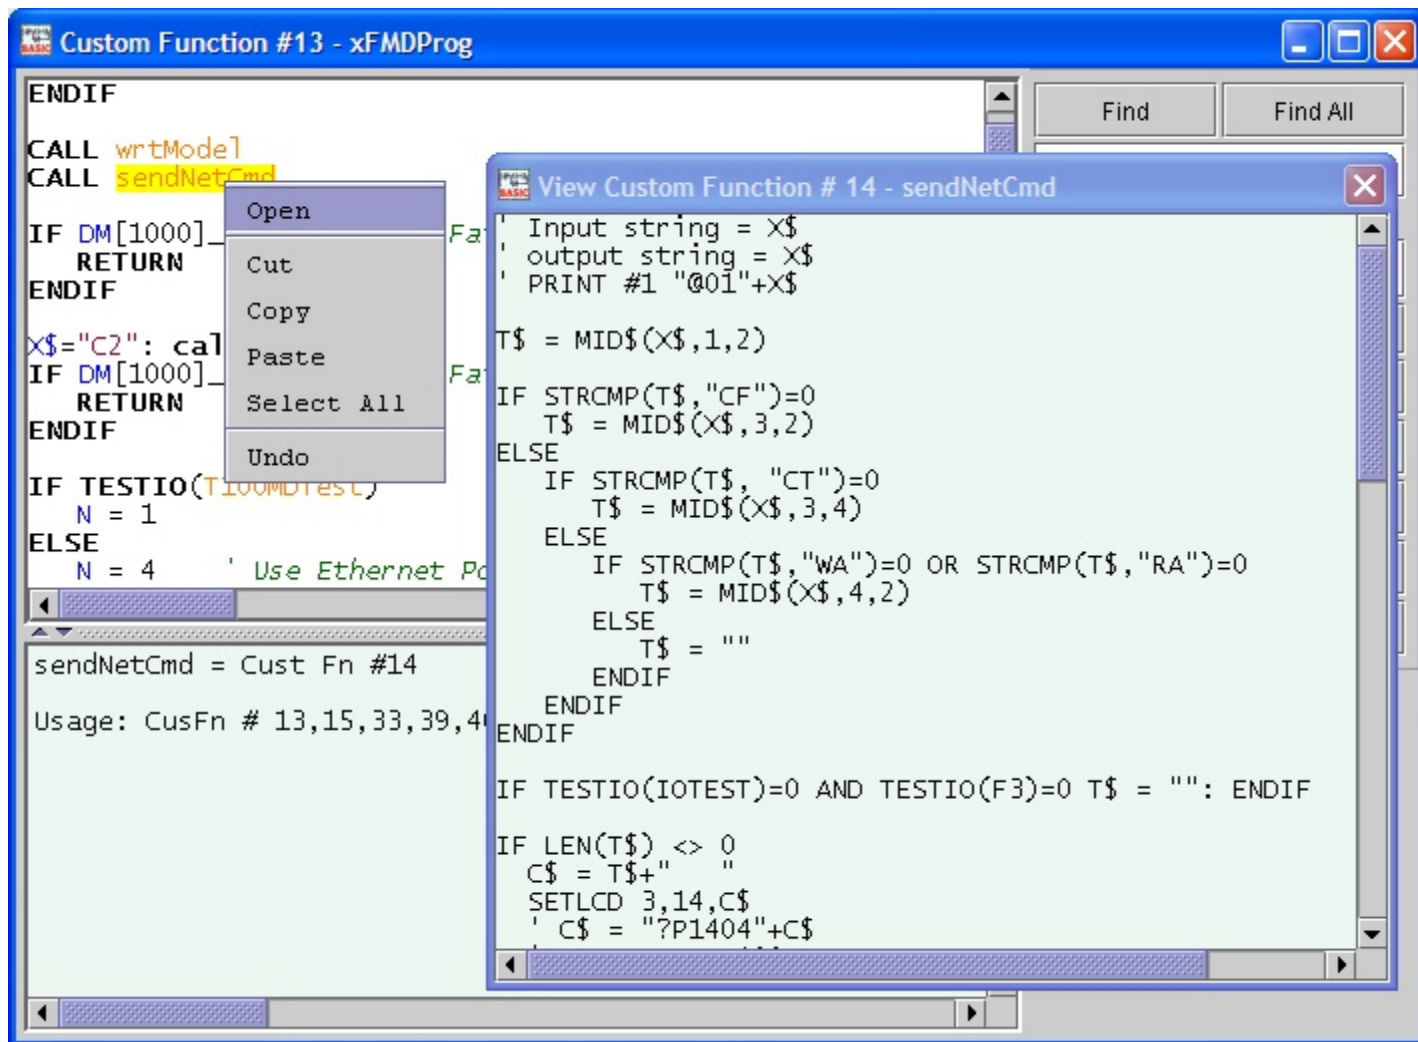 Custom Function #13 - xFMDProg
ENDIF
CALL wrtModel
CALL sendNetCmd
IF DM[1000]_ Fa
RETURN
ENDIF
X$="C2": cal
IF DM[1000]_ Fa
RETURN
ENDIF
IF TESTIO(T100MDTest)
N = 1
ELSE
N = 4 ' Use Ethernet Po
Open
Cut
Copy
Paste
Select All
Undo
sendNetCmd = Cust Fn #14
Usage: CusFn # 13,15,33,39,4
Find
Find All
View Custom Function # 14 - sendNetCmd
' Input string = X$
' output string = X$
' PRINT #1 "@01"+X$
T$ = MID$(X$,1,2)
IF STRCMP(T$,"CF")=0
T$ = MID$(X$,3,2)
ELSE
IF STRCMP(T$, "CT")=0
T$ = MID$(X$,3,4)
ELSE
IF STRCMP(T$,"WA")=0 OR STRCMP(T$,"RA")=0
T$ = MID$(X$,4,2)
ELSE
T$ = ""
ENDIF
ENDIF
ENDIF
IF TESTIO(IOTEST)=0 AND TESTIO(F3)=0 T$ = "": ENDIF
IF LEN(T$) <> 0
C$ = T$+"    "
SETLCD 3,14,C$
' C$ = "?P1404"+C$